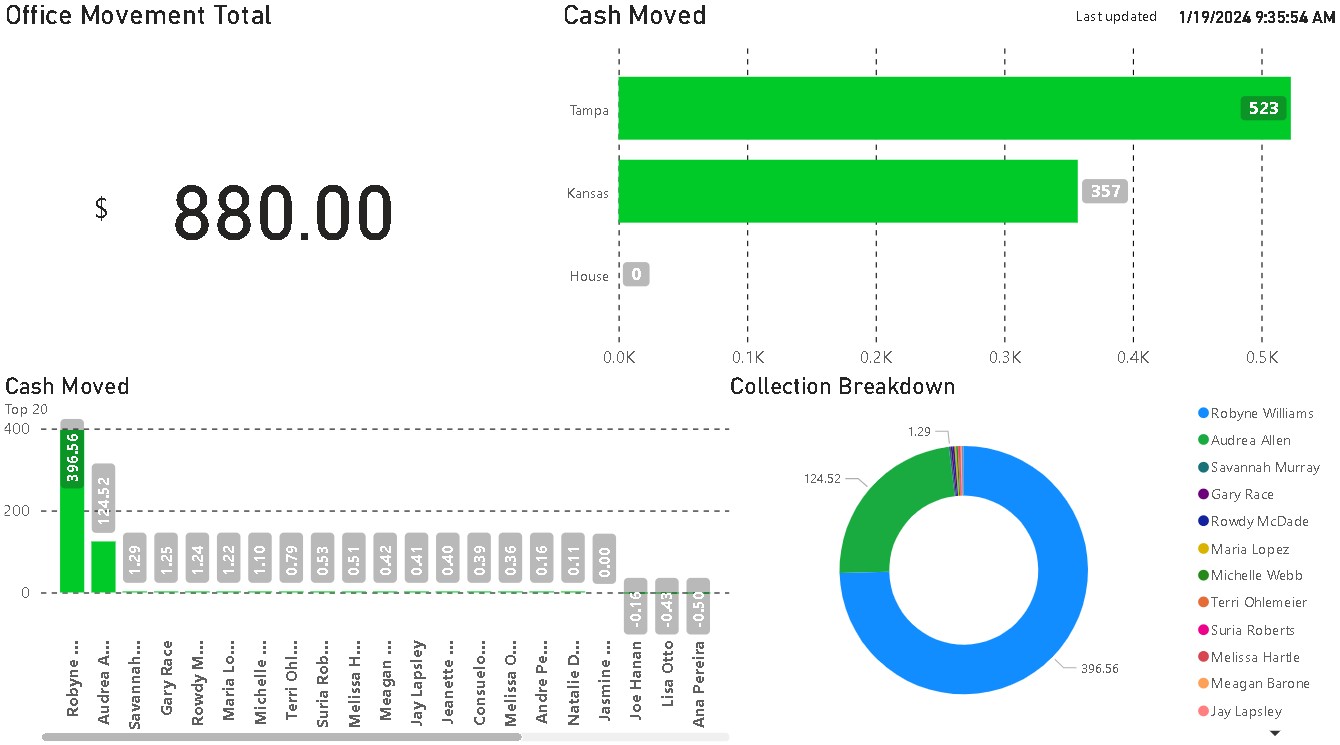 Office Movement Total
$ 880.00
Cash Moved
Last updated 1/19/2024 9:35:54 AM
Tampa 523
Kansas 357
House 0
0.0K 0.1K 0.2K 0.3K 0.4K 0.5K
Cash Moved
Top 20
400
200
0
396.56 124.52 1.29 1.25 1.24 1.22 1.10 0.79 0.53 0.51 0.42 0.41 0.40 0.39 0.36 0.16 0.11 0.00 -0.16 -0.43 -0.50
Robyne ...
Audrea A...
Savannah...
Gary Race
Rowdy M...
Maria Lo...
Michelle ...
Terri Ohl...
Suria Rob...
Melissa H...
Meagan ...
Jay Lapsley
Jeanette ...
Consuelo...
Melissa O...
Andre Pe...
Natalie D...
Jasmine ...
Joe Hanan
Lisa Otto
Ana Pereira
Collection Breakdown
1.29
124.52
396.56
Robyne Williams
Audrea Allen
Savannah Murray
Gary Race
Rowdy McDade
Maria Lopez
Michelle Webb
Terri Ohlemeier
Suria Roberts
Melissa Hartle
Meagan Barone
Jay Lapsley